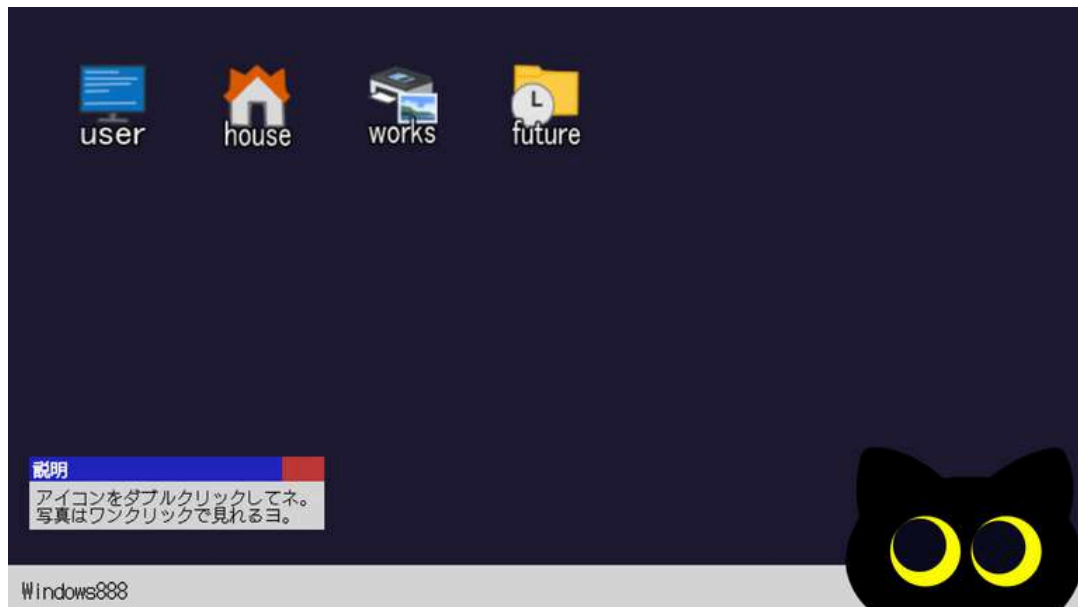 user
house
works
future
説明
アイコンをダブルクリックしてネ。
写真はワンクリックで見れるヨ。
Windows888